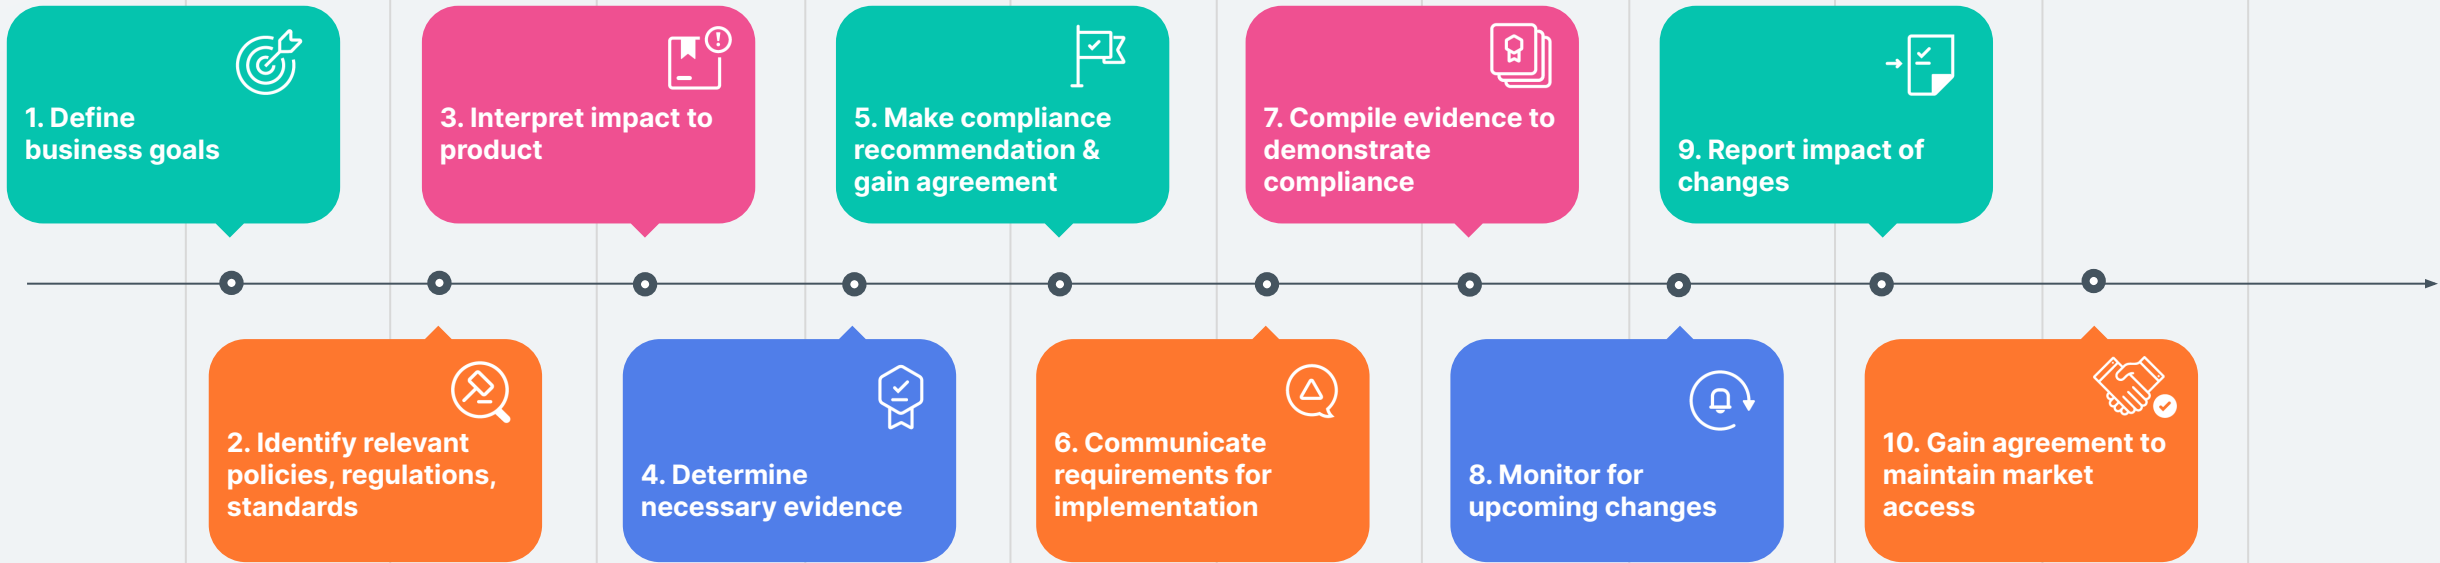 1. Define
business goals
2. Identify relevant
policies, regulations,
standards
3. Interpret impact to
product
4. Determine
necessary evidence
5. Make compliance
recommendation &
gain agreement
6. Communicate
requirements for
implementation
7. Compile evidence to
demonstrate
compliance
8. Monitor for
upcoming changes
9. Report impact of
changes
10. Gain agreement to
maintain market
access